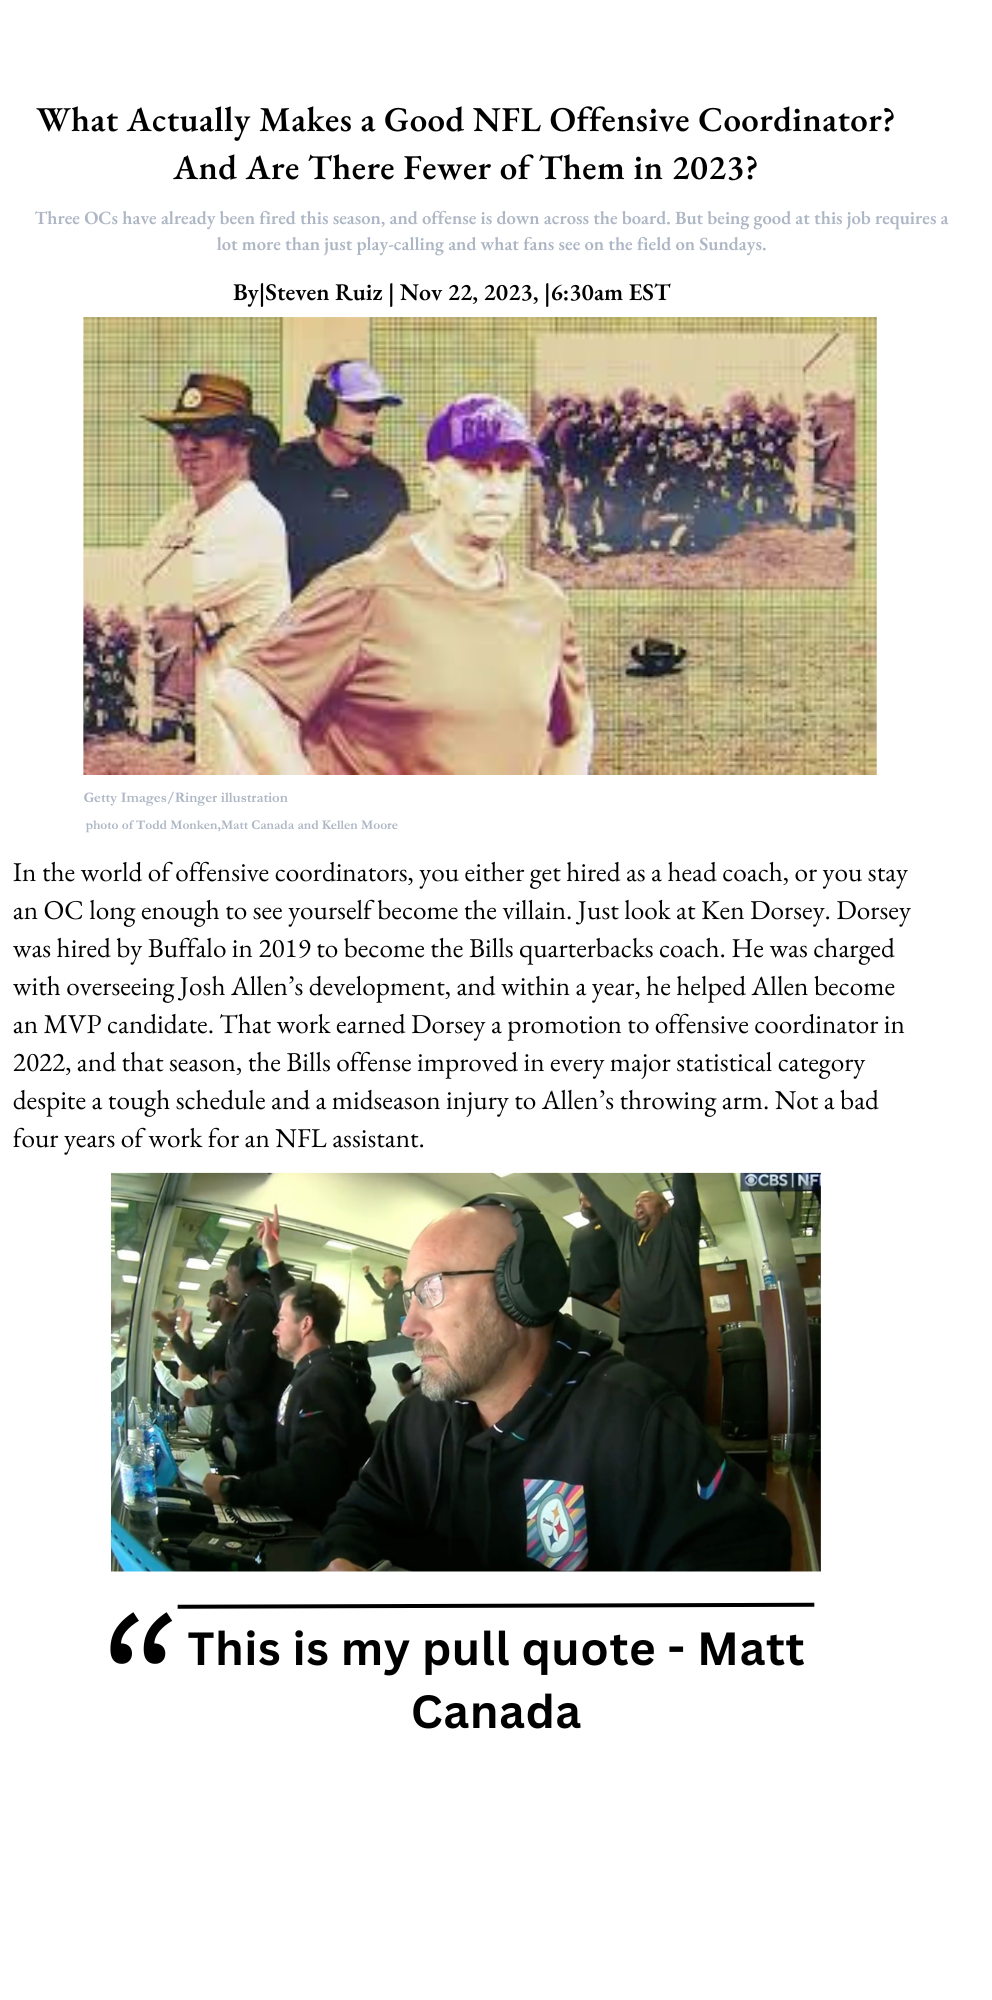 What Actually Makes a Good NFL Offensive Coordinator?
And Are There Fewer of Them in 2023?
Three OCs have already been fired this season, and offense is down across the board. But being good at this job requires a
lot more than just play-calling and what fans see on the field on Sundays.
By|Steven Ruiz | Nov 22, 2023, |6:30am EST
Getty Images/Ringer illustration
photo of Todd Monken,Matt Canada and Kellen Moore
In the world of offensive coordinators, you either get hired as a head coach, or you stay
an OC long enough to see yourself become the villain. Just look at Ken Dorsey. Dorsey
was hired by Buffalo in 2019 to become the Bills quarterbacks coach. He was charged
with overseeing Josh Allen’s development, and within a year, he helped Allen become
an MVP candidate. That work earned Dorsey a promotion to offensive coordinator in
2022, and that season, the Bills offense improved in every major statistical category
despite a tough schedule and a midseason injury to Allen’s throwing arm. Not a bad
four years of work for an NFL assistant.
CBS | NF
“ This is my pull quote - Matt
Canada